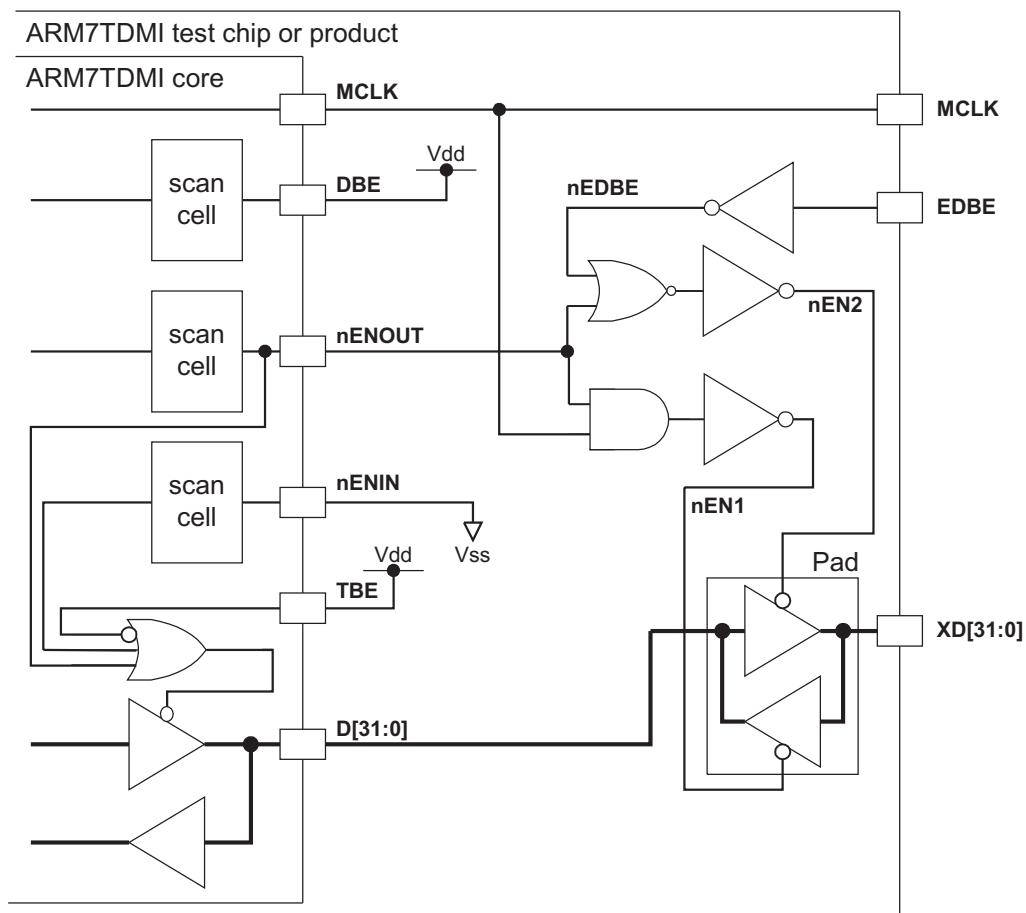 ARM7TDMI test chip or product
ARM7TDMI core
MCLK
MCLK
scan
cell
DBE
Vdd
nEDBE
EDBE
scan
cell
nENOUT
nEN2
scan
cell
nENIN
nEN1
Vss
Vdd
TBE
Pad
XD[31:0]
D[31:0]